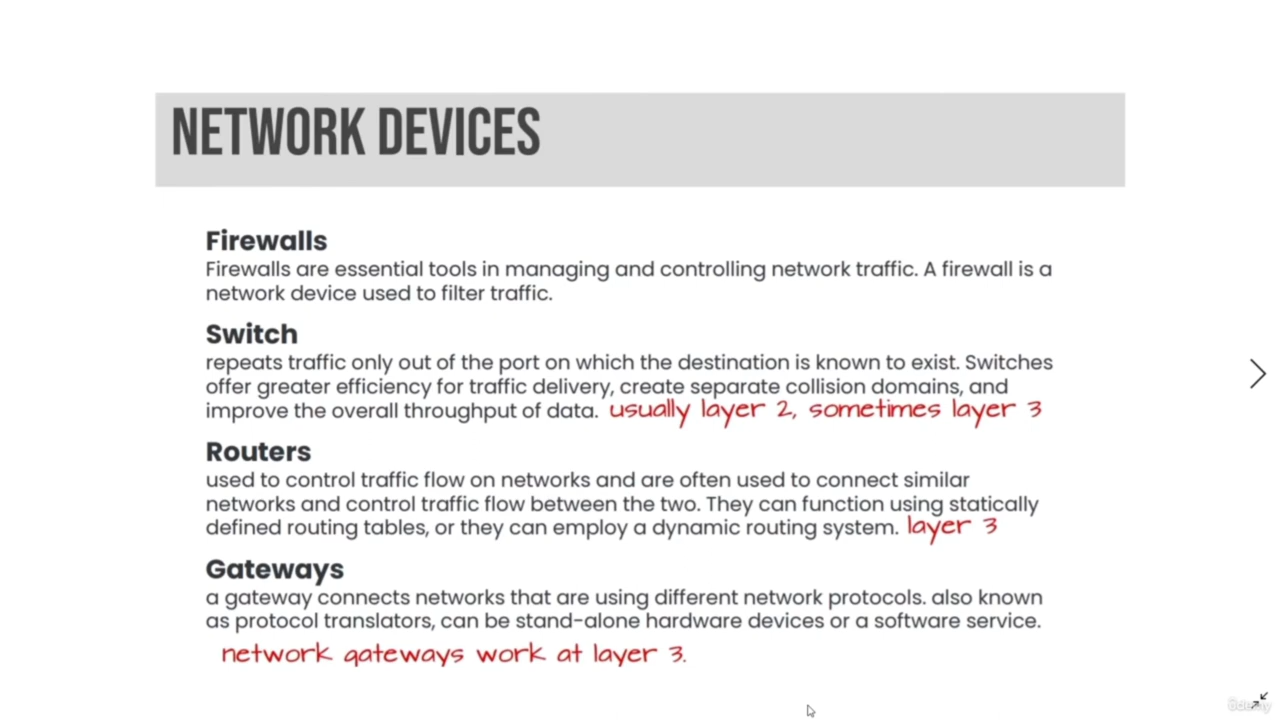 NETWORK DEVICES
Firewalls
Firewalls are essential tools in managing and controlling network traffic. A firewall is a
network device used to filter traffic.
Switch
repeats traffic only out of the port on which the destination is known to exist. Switches
offer greater efficiency for traffic delivery, create separate collision domains, and
improve the overall throughput of data. usually layer 2, sometimes layer 3
Routers
used to control traffic flow on networks and are often used to connect similar
networks and control traffic flow between the two. They can function using statically
defined routing tables, or they can employ a dynamic routing system. layer 3
Gateways
a gateway connects networks that are using different network protocols. also known
as protocol translators, can be stand-alone hardware devices or a software service.
network gateways work at layer 3.
ûdemy